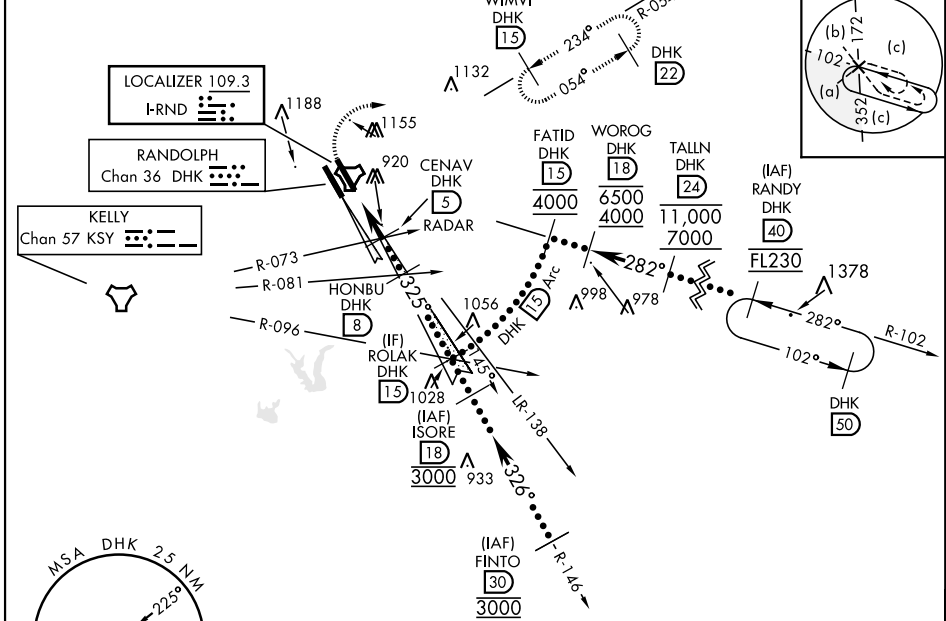 WIMVI
DHK
15
R-054
234°
054°
DHK
22
1132
LOCALIZER 109.3
I-RND
1188
1155
RANDOLPH
Chan 36 DHK
920
CENAV
DHK
5
RADAR
KELLY
Chan 57 KSY
R-073
R-081
R-096
HONBU
DHK
8
325°
FATID
DHK
15
4000
WOROG
DHK
18
6500
4000
TALLN
DHK
24
11,000
7000
(IAF)
RANDY
DHK
40
FL230
282°
998
978
1378
282°
R-102
102°
DHK
50
DHK 15 Arc
1056
(IF)
ROLAK
DHK
15
1028
145°
LR-138
(IAF)
ISORE
18
3000
933
326°
(IAF)
FINTO
30
3000
R-146
MSA DHK 25 NM
225°
(b)
172
(c)
102
(a)
352
(c)